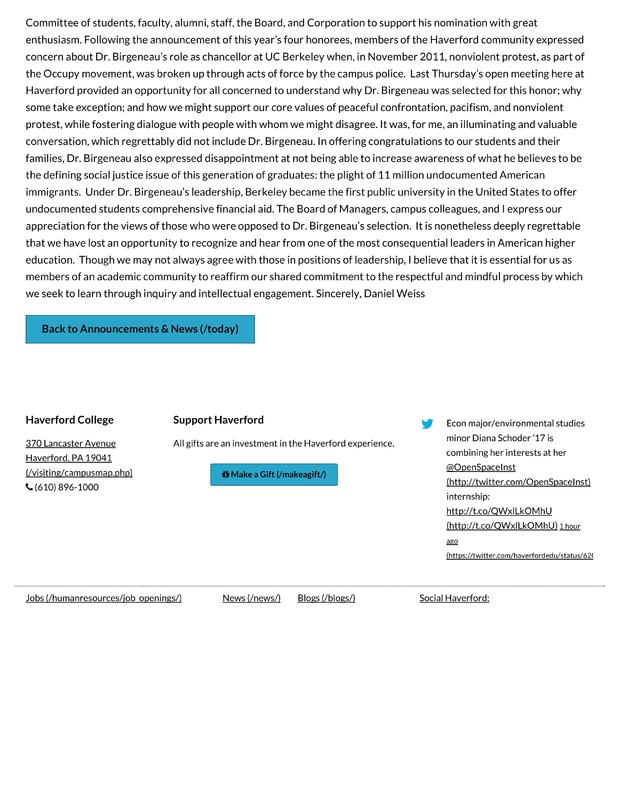 Committee of students, faculty, alumni, staff, the Board, and Corporation to support his nomination with great
enthusiasm. Following the announcement of this year's four honorees, members of the Haverford community expressed
concern about Dr. Birgeneau's role as chancellor at UC Berkeley when, in November 2011, nonviolent protest, as part of
the Occupy movement, was broken up through acts of force by the campus police.  Last Thursday's open meeting here at
Haverford provided an opportunity for all concerned to understand why Dr. Birgeneau was selected for this honor; why
some take exception; and how we might support our core values of peaceful confrontation, pacifism, and nonviolent
protest, while fostering dialogue with people with whom we might disagree. It was, for me, an illuminating and valuable
conversation, which regrettably did not include Dr. Birgeneau. In offering congratulations to our students and their
families, Dr. Birgeneau also expressed disappointment at not being able to increase awareness of what he believes to be
the defining social justice issue of this generation of graduates: the plight of 11 million undocumented American
immigrants.  Under Dr. Birgeneau's leadership, Berkeley became the first public university in the United States to offer
undocumented students comprehensive financial aid. The Board of Managers, campus colleagues, and I express our
appreciation for the views of those who were opposed to Dr. Birgeneau's selection.  It is nonetheless deeply regrettable
that we have lost an opportunity to recognize and hear from one of the most consequential leaders in American higher
education.  Though we may not always agree with those in positions of leadership, I believe that it is essential for us as
members of an academic community to reaffirm our shared commitment to the respectful and mindful process by which
we seek to learn through inquiry and intellectual engagement. Sincerely, Daniel Weiss
Back to Announcements & News (/today)
Haverford College
370 Lancaster Avenue
Haverford, PA 19041
(/visiting/campusmap.php)
(610) 896-1000
Support Haverford
All gifts are an investment in the Haverford experience.
Make a Gift (/makeagift/)
Econ major/environmental studies
minor Diana Schoder '17 is
combining her interests at her
@OpenSpaceInst
(http://twitter.com/OpenSpaceInst)
internship:
http://t.co/QWxlLkOMhU
(http://t.co/QWxlLkOMhU) 1 hour
ago
(https://twitter.com/haverfordedu/status/620
Jobs (/humanresources/job_openings/) News (/news/) Blogs (/blogs/) Social Haverford: